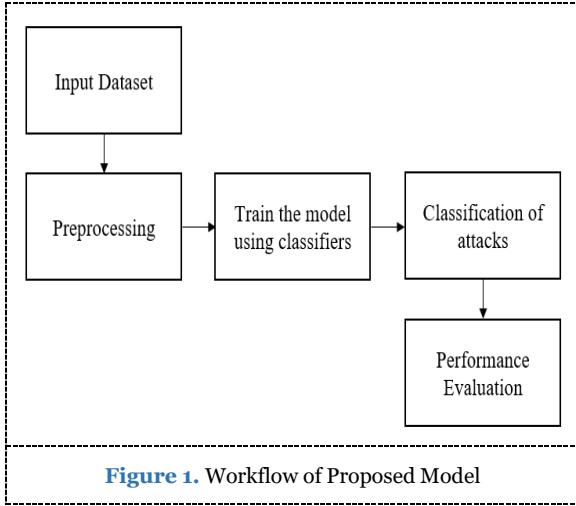 Input Dataset
Preprocessing
Train the model
using classifiers
Classification of
attacks
Performance
Evaluation
Figure 1. Workflow of Proposed Model